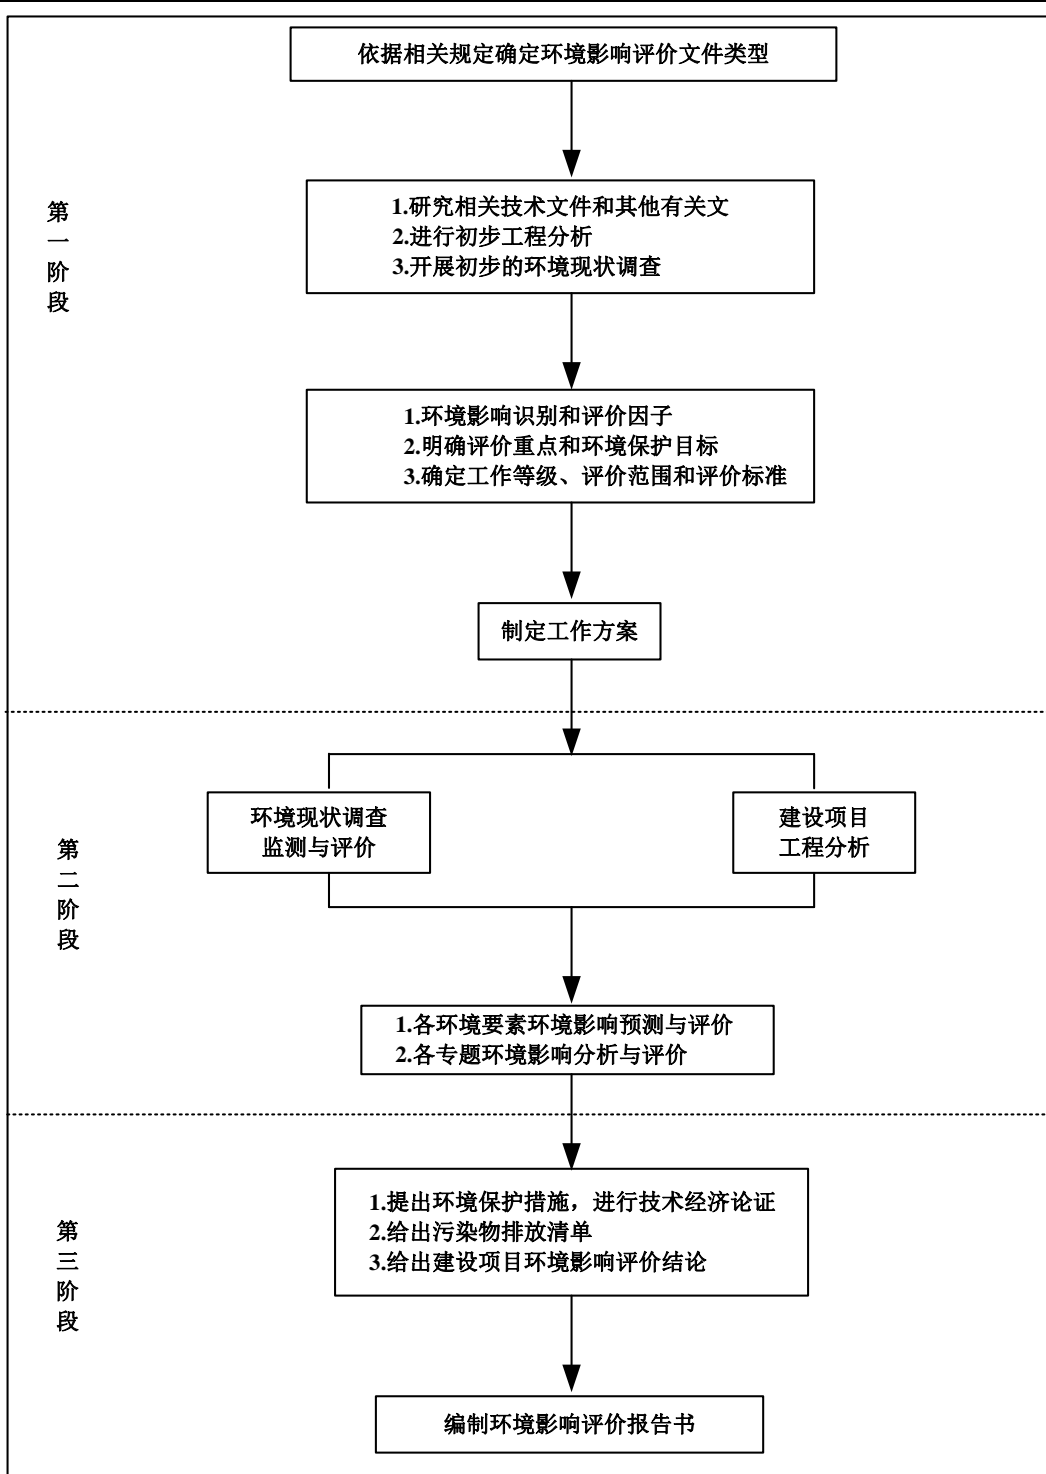 依据相关规定确定环境影响评价文件类型
第
一
阶
段
1.研究相关技术文件和其他有关文
2.进行初步工程分析
3.开展初步的环境现状调查
1.环境影响识别和评价因子
2.明确评价重点和环境保护目标
3.确定工作等级、评价范围和评价标准
制定工作方案
第
二
阶
段
环境现状调查
监测与评价
建设项目
工程分析
1.各环境要素环境影响预测与评价
2.各专题环境影响分析与评价
第
三
阶
段
1.提出环境保护措施，进行技术经济论证
2.给出污染物排放清单
3.给出建设项目环境影响评价结论
编制环境影响评价报告书